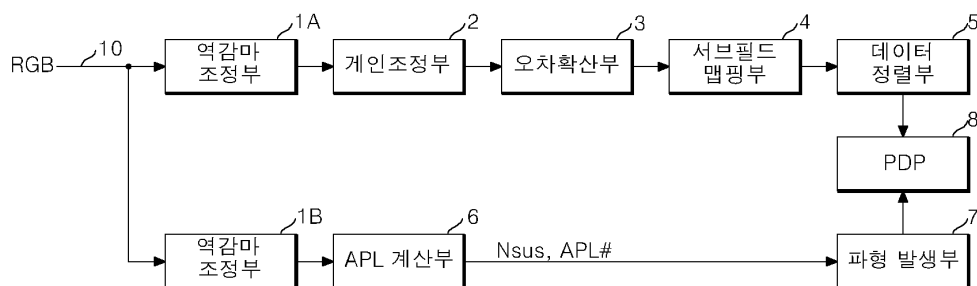 1A
2
3
4
5
RGB
10
역감마
조정부
게인조정부
오차확산부
서브필드
맵핑부
데이터
정렬부
8
PDP
1B
6
7
역감마
조정부
APL 계산부
Nsus, APL#
파형 발생부